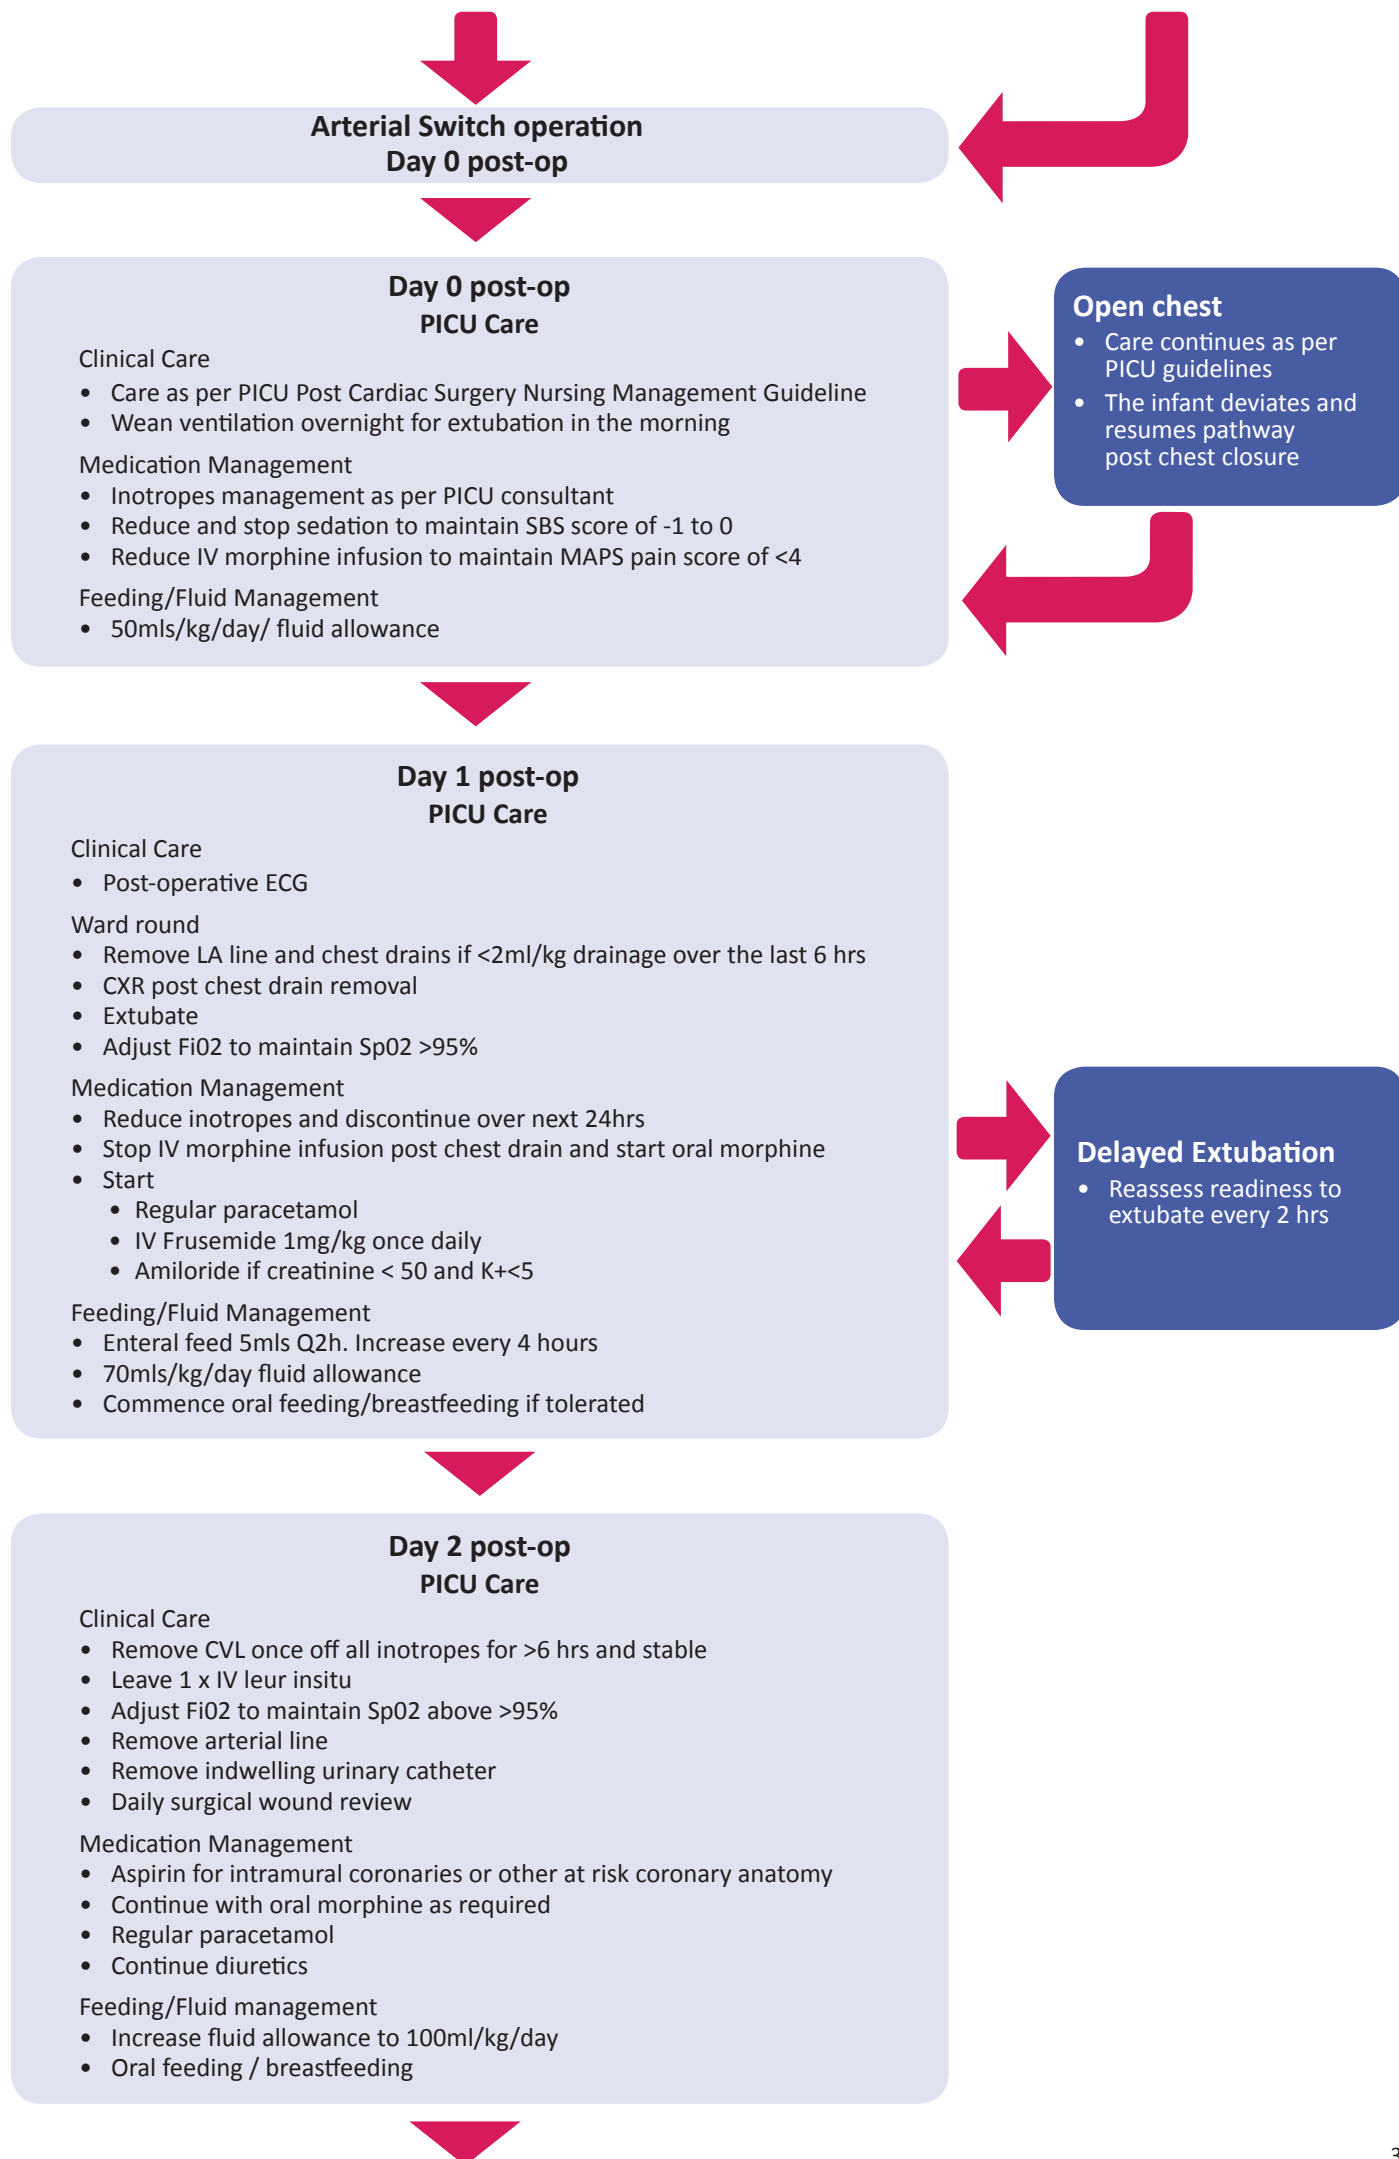 Arterial Switch operation
Day 0 post-op
Day 0 post-op
PICU Care
Clinical Care
• Care as per PICU Post Cardiac Surgery Nursing Management Guideline
• Wean ventilation overnight for extubation in the morning
Medication Management
• Inotropes management as per PICU consultant
• Reduce and stop sedation to maintain SBS score of -1 to 0
• Reduce IV morphine infusion to maintain MAPS pain score of <4
Feeding/Fluid Management
• 50mls/kg/day/ fluid allowance
Open chest
• Care continues as per
PICU guidelines
• The infant deviates and
resumes pathway
post chest closure
Day 1 post-op
PICU Care
Clinical Care
• Post-operative ECG
Ward round
• Remove LA line and chest drains if <2ml/kg drainage over the last 6 hrs
• CXR post chest drain removal
• Extubate
• Adjust Fi02 to maintain Sp02 >95%
Medication Management
• Reduce inotropes and discontinue over next 24hrs
• Stop IV morphine infusion post chest drain and start oral morphine
• Start
• Regular paracetamol
• IV Frusemide 1mg/kg once daily
• Amiloride if creatinine < 50 and K+<5
Feeding/Fluid Management
• Enteral feed 5mls Q2h. Increase every 4 hours
• 70mls/kg/day fluid allowance
• Commence oral feeding/breastfeeding if tolerated
Delayed Extubation
• Reassess readiness to
extubate every 2 hrs
Day 2 post-op
PICU Care
Clinical Care
• Remove CVL once off all inotropes for >6 hrs and stable
• Leave 1 x IV leur insitu
• Adjust Fi02 to maintain Sp02 above >95%
• Remove arterial line
• Remove indwelling urinary catheter
• Daily surgical wound review
Medication Management
• Aspirin for intramural coronaries or other at risk coronary anatomy
• Continue with oral morphine as required
• Regular paracetamol
• Continue diuretics
Feeding/Fluid management
• Increase fluid allowance to 100ml/kg/day
• Oral feeding / breastfeeding
3